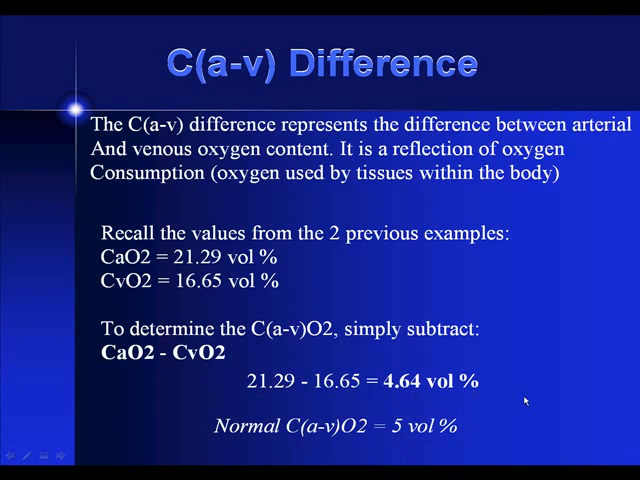 C(a-v) Difference
The C(a-v) difference represents the difference between arterial
And venous oxygen content. It is a reflection of oxygen
Consumption (oxygen used by tissues within the body)
Recall the values from the 2 previous examples:
CaO2 = 21.29 vol %
CvO2 = 16.65 vol %
To determine the C(a-v)O2, simply subtract:
CaO2 - CvO2
21.29 - 16.65 = 4.64 vol %
Normal C(a-v)O2 = 5 vol %